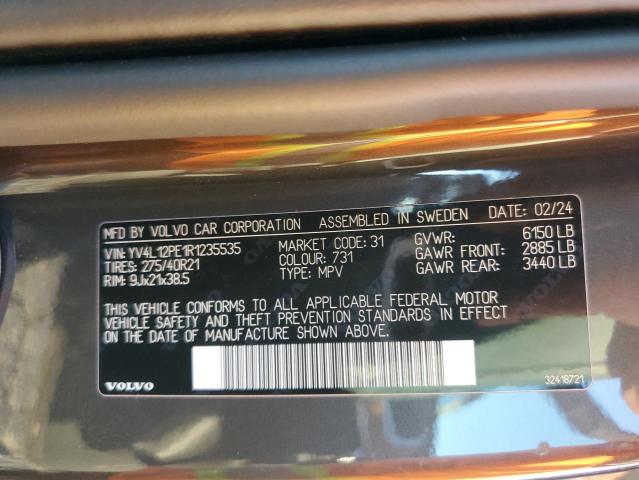 MFD BY VOLVO CAR CORPORATION ASSEMBLED IN SWEDEN DATE: 02/24
VIN: YV4L12PE1R1235535 MARKET CODE: 31 GVWR: 6150 LB
TIRES: 275/40R21 COLOUR: 731 GAWR FRONT: 2885 LB
RIM: 9Jx21x38.5 TYPE: MPV GAWR REAR: 3440 LB
THIS VEHICLE CONFORMS TO ALL APPLICABLE FEDERAL MOTOR
VEHICLE SAFETY AND THEFT PREVENTION STANDARDS IN EFFECT
ON THE DATE OF MANUFACTURE SHOWN ABOVE.
VOLVO 32418721